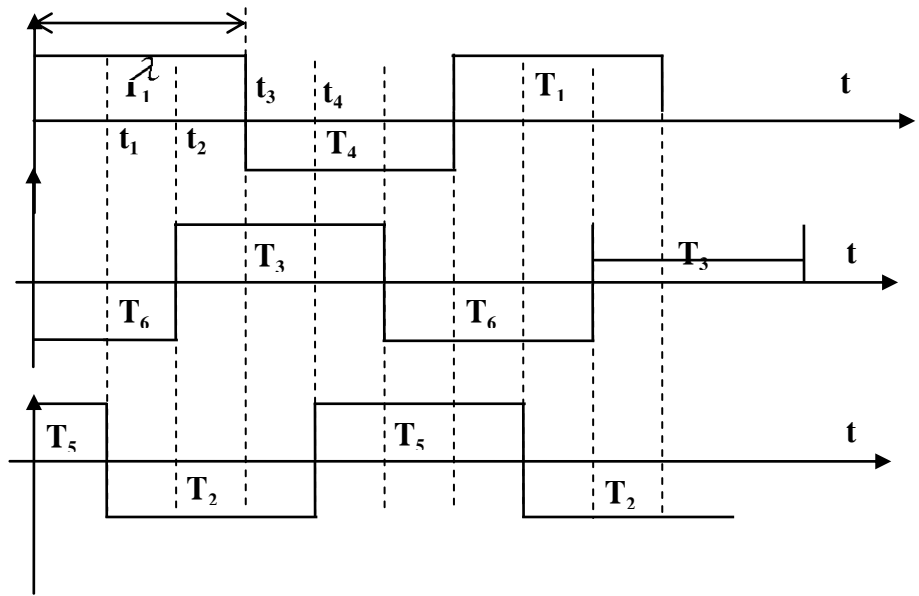 λ
T₁ t₃ t₄ T₁ t
t₁ t₂ T₄
T₃ T₃ t
T₆ T₆
T₅ T₅ t
T₂ T₂